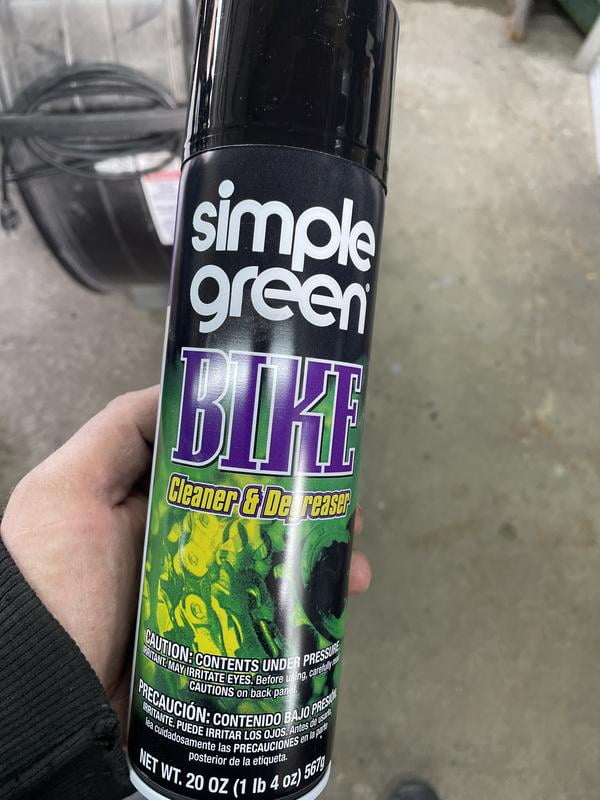 simple
green®
BIKE
Cleaner & Degreaser
CAUTION: CONTENTS UNDER PRESSURE.
IRRITANT. MAY IRRITATE EYES. Before using, carefully read
CAUTIONS on back panel.
PRECAUCIÓN: CONTENIDO BAJO PRESIÓN.
IRRITANTE. PUEDE IRRITAR LOS OJOS. Antes de usarlo,
lea cuidadosamente las PRECAUCIONES en la parte
posterior de la etiqueta.
NET WT. 20 OZ (1 lb 4 oz) 567g